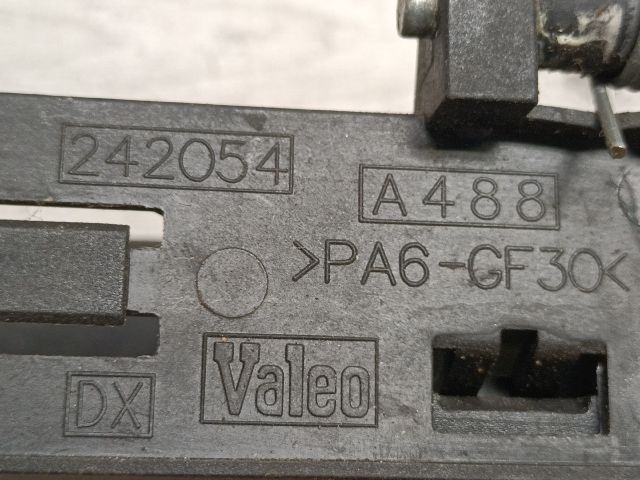 242054
A488
>PA6-GF30<
Valeo
DX